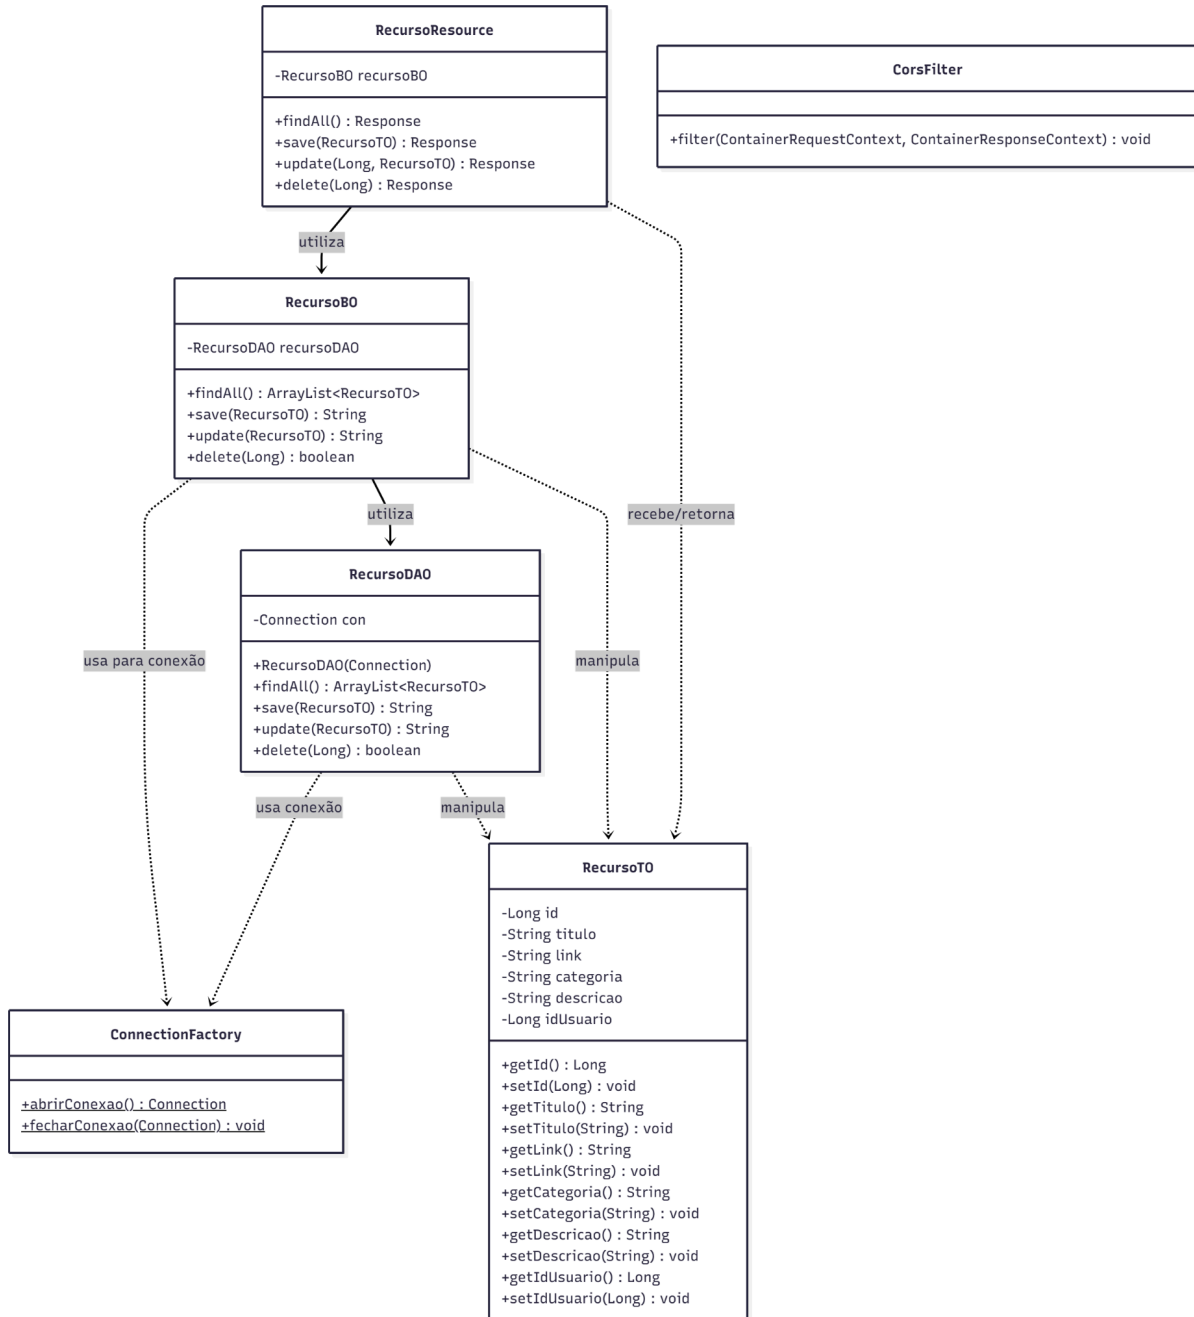 RecursoResource
-RecursoBO recursoBO
+findAll() : Response
+save(RecursoTO) : Response
+update(Long, RecursoTO) : Response
+delete(Long) : Response
CorsFilter
+filter(ContainerRequestContext, ContainerResponseContext) : void
utiliza
RecursoBO
-RecursoDAO recursoDAO
+findAll() : ArrayList<RecursoTO>
+save(RecursoTO) : String
+update(RecursoTO) : String
+delete(Long) : boolean
utiliza
recebe/retorna
RecursoDAO
-Connection con
+RecursoDAO(Connection)
+findAll() : ArrayList<RecursoTO>
+save(RecursoTO) : String
+update(RecursoTO) : String
+delete(Long) : boolean
usa para conexão
manipula
usa conexão
manipula
RecursoTO
-Long id
-String titulo
-String link
-String categoria
-String descricao
-Long idUsuario
+getId() : Long
+setId(Long) : void
+getTitulo() : String
+setTitulo(String) : void
+getLink() : String
+setLink(String) : void
+getCategoria() : String
+setCategoria(String) : void
+getDescricao() : String
+setDescricao(String) : void
+getIdUsuario() : Long
+setIdUsuario(Long) : void
ConnectionFactory
+abrirConexao() : Connection
+fecharConexao(Connection) : void